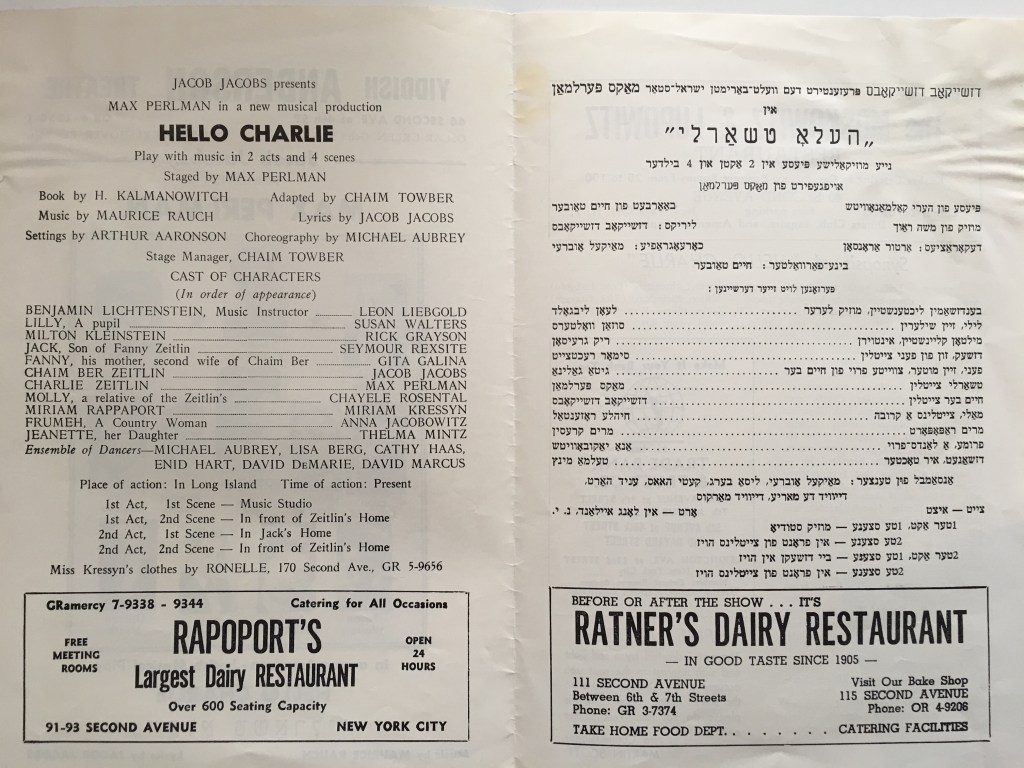 JACOB JACOBS presents
MAX PERLMAN in a new musical production
HELLO CHARLIE
Play with music in 2 acts and 4 scenes
Staged by MAX PERLMAN
Book by H. KALMANOWITCH Adapted by CHAIM TOWBER
Music by MAURICE RAUCH Lyrics by JACOB JACOBS
Settings by ARTHUR AARONSON Choreography by MICHAEL AUBREY
Stage Manager, CHAIM TOWBER
CAST OF CHARACTERS
(In order of appearance)
BENJAMIN LICHTENSTEIN, Music Instructor LEON LIEBGOLD
LILLY, A pupil SUSAN WALTERS
MILTON KLEINSTEIN RICK GRAYSON
JACK, Son of Fanny Zeitlin SEYMOUR REXSITE
FANNY, his mother, second wife of Chaim Ber GITA GALINA
CHAIM BER ZEITLIN JACOB JACOBS
CHARLIE ZEITLIN MAX PERLMAN
MOLLY, a relative of the Zeitlin's CHAYELE ROSENTAL
MIRIAM RAPPAPORT MIRIAM KRESSYN
FRUMEH, A Country Woman ANNA JACOBOWITZ
JEANETTE, her Daughter THELMA MINTZ
Ensemble of Dancers—MICHAEL AUBREY, LISA BERG, CATHY HAAS,
ENID HART, DAVID DEMARIE, DAVID MARCUS
Place of action: In Long Island Time of action: Present
1st Act, 1st Scene — Music Studio
1st Act, 2nd Scene — In front of Zeitlin's Home
2nd Act, 1st Scene — In Jack's Home
2nd Act, 2nd Scene — In front of Zeitlin's Home
Miss Kressyn's clothes by RONELLE, 170 Second Ave., GR 5-9656
GRamercy 7-9338 - 9344 Catering for All Occasions
FREE MEETING ROOMS
RAPOPORT'S
Largest Dairy RESTAURANT
OPEN 24 HOURS
Over 600 Seating Capacity
91-93 SECOND AVENUE NEW YORK CITY
דזשייקאב דזשייקאבס פרעזענטירט דעם וועלט־בארימטן ישראל־סטאר מאקס פערלמאן
אין
„העלא טשארלי"
נייע מוזיקאלישע פיעסע אין 2 אקטן און 4 בילדער
אויפגעפירט פון מאקס פערלמאן
פיעסע פון הערי קאלמאנאוויטש באארבעט פון חיים טאובער
מוזיק פון משה ראוך ליריקס: דזשייקאב דזשייקאבס
דעקאראציעס: ארטור אראנסאן כארעאגראפיע: מאיקעל אוברעי
בינע־פארוואלטער: חיים טאובער
פערזאנען לויט זייער דערשיינען:
בענדזשאמין ליכטענשטיין, מוזיק לערער לעאן ליבגאלד
לילי, זיין שילערין סוזאן וואלטערס
מילטאן קליינשטיין, אינטוירן ריק גרעיסאן
דזשעק, זון פון פעני צייטלין סימאר רעכטצייט
פעני, זיין מוטער, צווייטע פרוי פון חיים בער גיטא גאלינא
טשארלי צייטלין מאקס פערלמאן
חיים בער צייטלין דזשייקאב דזשייקאבס
מאלי, צייטלינס א קרובה חיהלע ראזענטאל
מרים ראפאפארט מרים קרעסין
פרומע, א לאנדס־פרוי אנא יאקובאוויטש
דזשאנעט, איר טאכטער טעלמא מינץ
אנסאמבל פון טענצער: מאיקעל אוברעי, ליסא בערג, קעטי האאס, עניד הארט,
דייוויד דע מאריע, דייוויד מארקוס
צייט — איצט ארט — אין לאנג איילאנד, נ. י.
1טער אקט, 1טע סצענע — מוזיק סטודיא
2טע סצענע — אין פראנט פון צייטלינס הויז
2טער אקט, 1טע סצענע — ביי דזשעקן אין הויז
2טע סצענע — אין פראנט פון צייטלינס הויז
BEFORE OR AFTER THE SHOW . . . IT'S
RATNER'S DAIRY RESTAURANT
— IN GOOD TASTE SINCE 1905 —
111 SECOND AVENUE Visit Our Bake Shop
Between 6th & 7th Streets 115 SECOND AVENUE
Phone: GR 3-7374 Phone: OR 4-9206
TAKE HOME FOOD DEPT. . . . . . . . CATERING FACILITIES